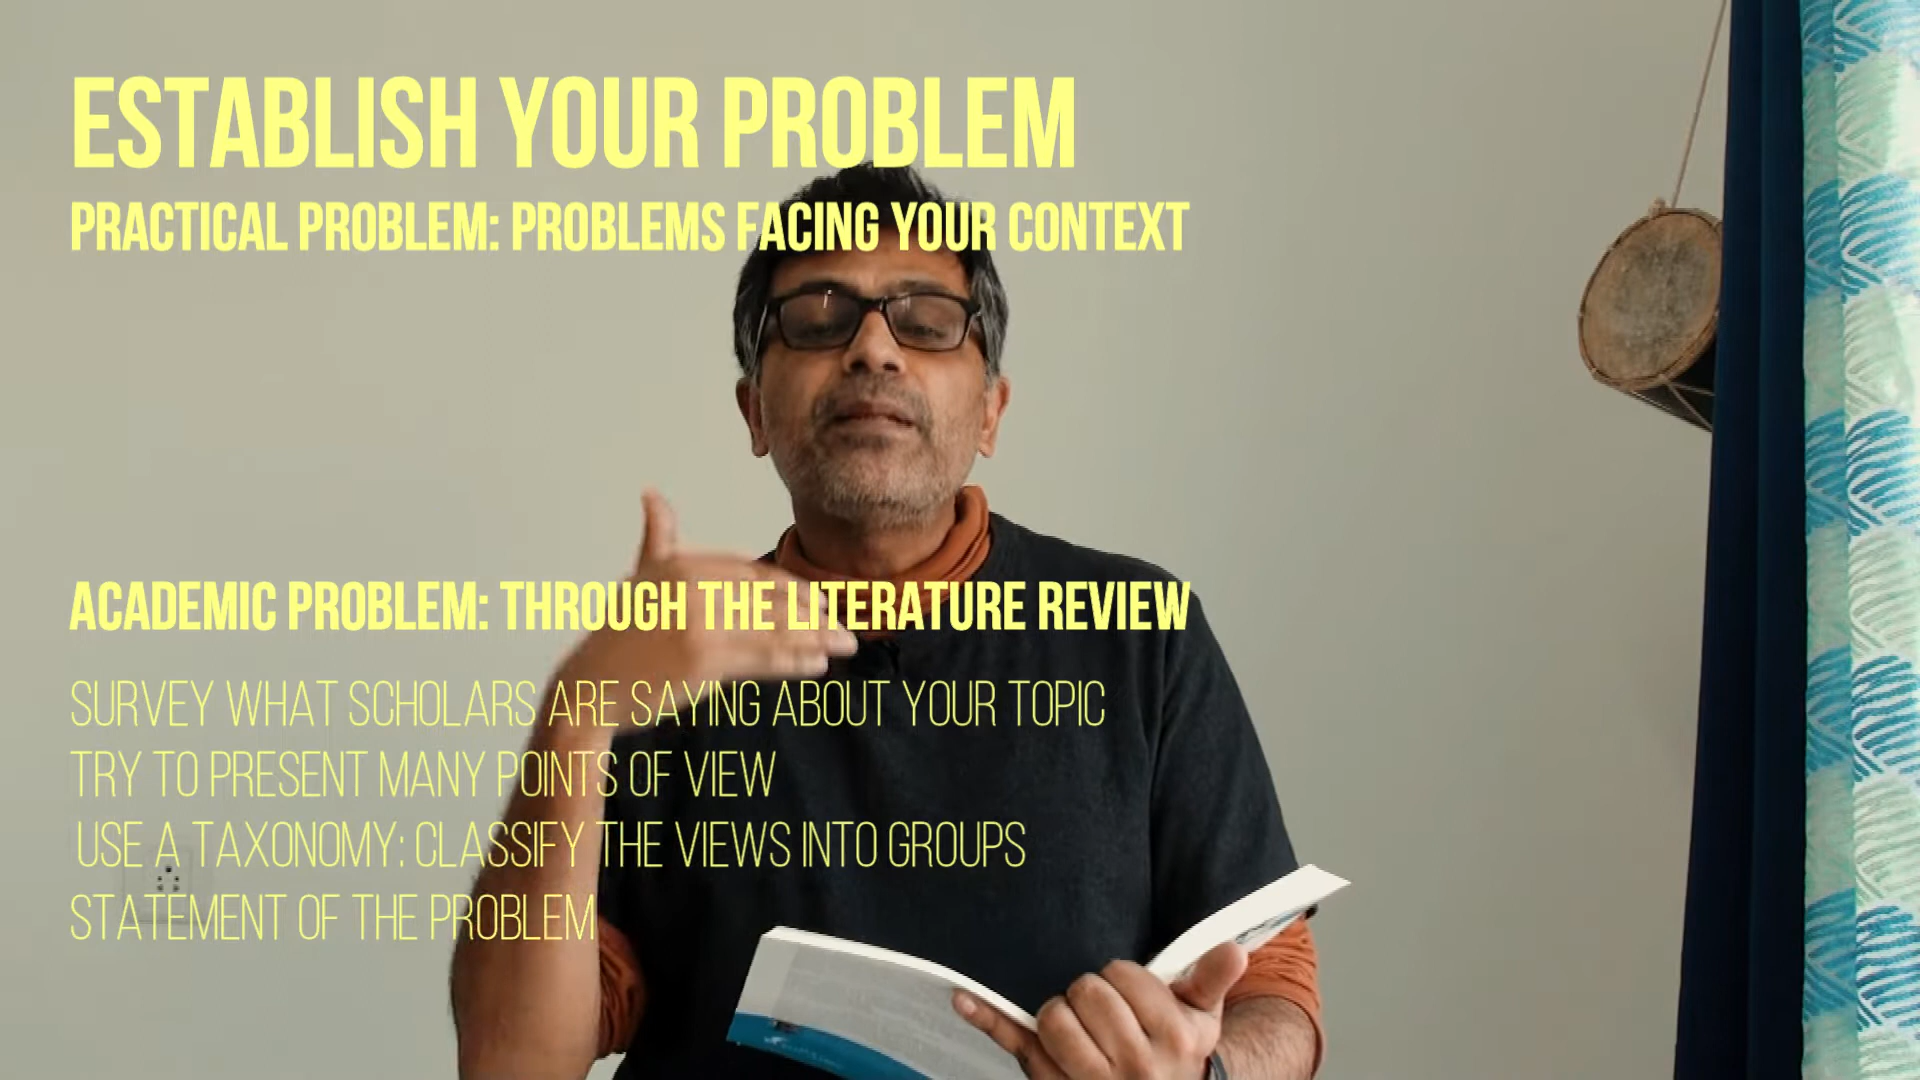 ESTABLISH YOUR PROBLEM
PRACTICAL PROBLEM: PROBLEMS FACING YOUR CONTEXT
ACADEMIC PROBLEM: THROUGH THE LITERATURE REVIEW
SURVEY WHAT SCHOLARS ARE SAYING ABOUT YOUR TOPIC
TRY TO PRESENT MANY POINTS OF VIEW
USE A TAXONOMY: CLASSIFY THE VIEWS INTO GROUPS
STATEMENT OF THE PROBLEM